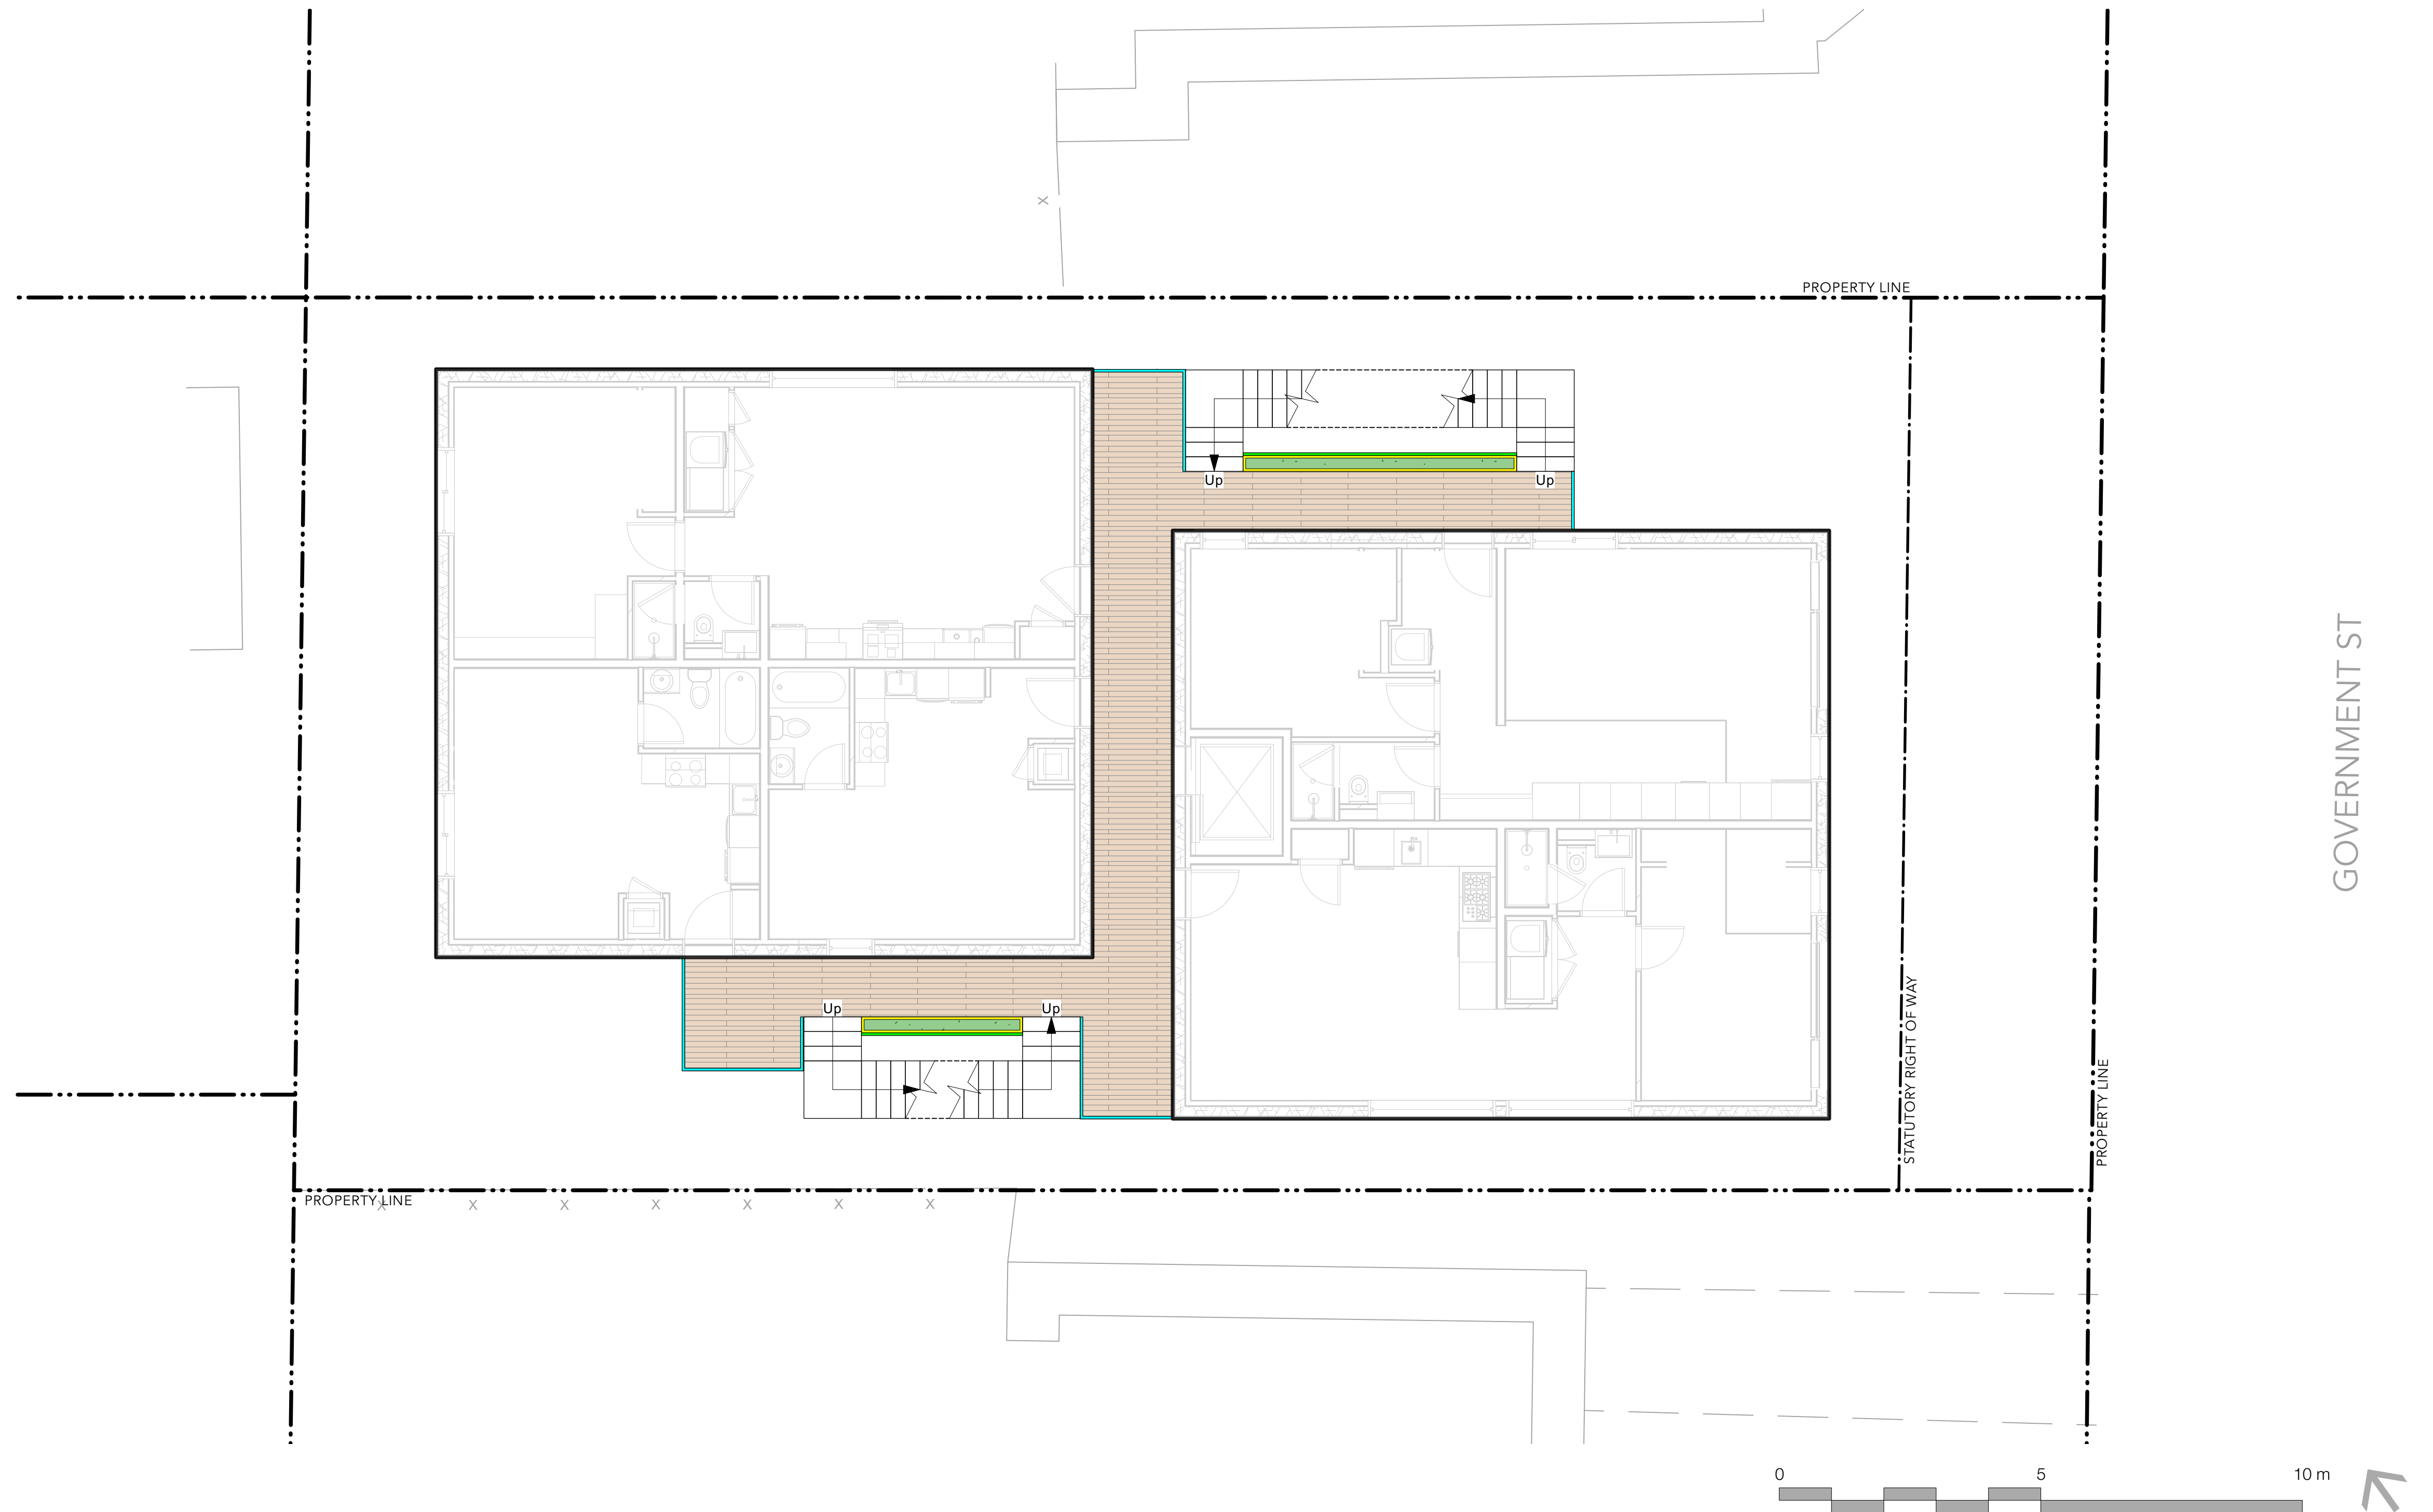 PROPERTY LINE
Up
Up
GOVERNMENT ST
Up
Up
STATUTORY RIGHT OF WAY
PROPERTY LINE
PROPERTY LINE
0 5 10 m